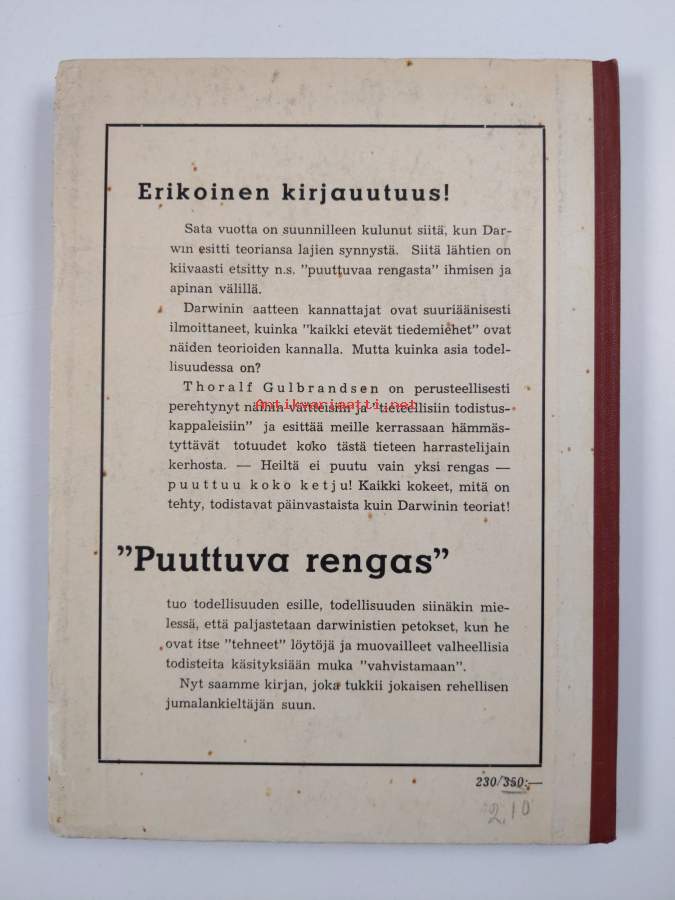 Erikoinen kirjauutuus!
Sata vuotta on suunnilleen kulunut siitä, kun Dar-
win esitti teoriansa lajien synnystä. Siitä lähtien on
kiivaasti etsitty n.s. "puuttuvaa rengasta" ihmisen ja
apinan välillä.
Darwinin aatteen kannattajat ovat suuriäänisesti
ilmoittaneet, kuinka "kaikki etevät tiedemiehet" ovat
näiden teorioiden kannalla. Mutta kuinka asia todel-
lisuudessa on?
Thoralf Gulbrandsen on perusteellisesti
Antikvariaatti.net
perehtynyt näihin väitteisiin ja "tieteellisiin todistus-
kappaleisiin" ja esittää meille kerrassaan hämmäs-
tyttävät totuudet koko tästä tieteen harrastelijain
kerhosta. — Heiltä ei puutu vain yksi rengas —
puuttuu koko ketju! Kaikki kokeet, mitä on
tehty, todistavat päinvastaista kuin Darwinin teoriat!
"Puuttuva rengas"
tuo todellisuuden esille, todellisuuden siinäkin mie-
lessä, että paljastetaan darwinistien petokset, kun he
ovat itse "tehneet" löytöjä ja muovailleet valheellisia
todisteita käsityksiään muka "vahvistamaan".
Nyt saamme kirjan, joka tukkii jokaisen rehellisen
jumalankieltäjän suun.
230/350:—
2,10